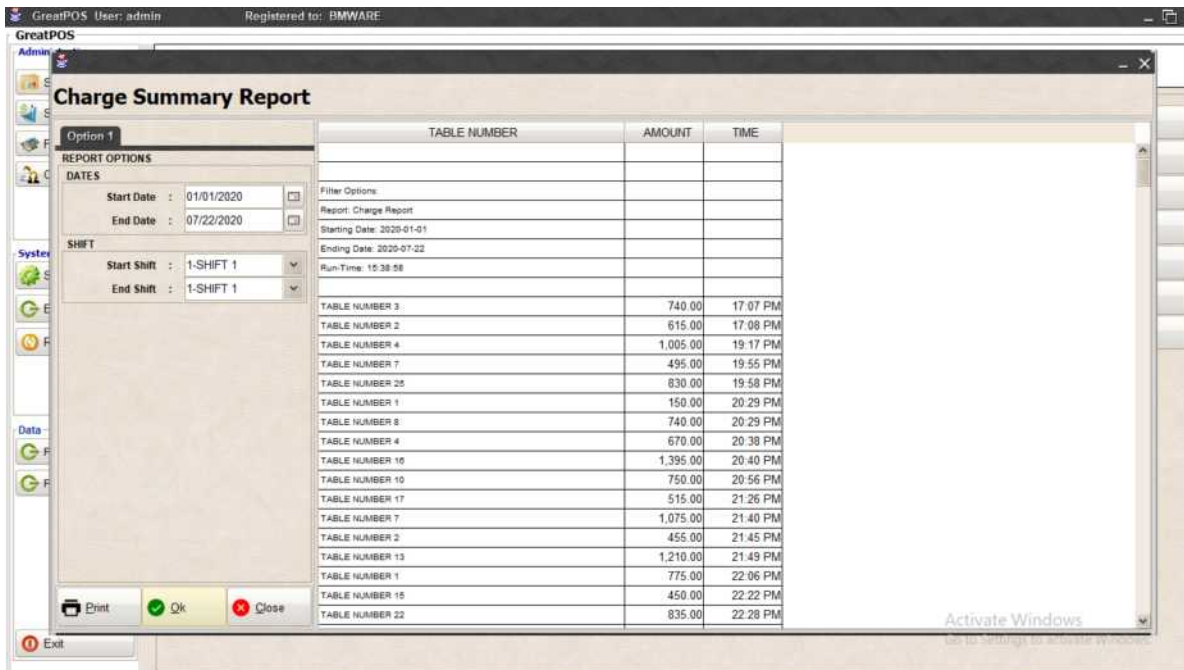 GreatPOS User: admin Registered to: BMWARE
GreatPOS
Charge Summary Report
Option 1
REPORT OPTIONS
DATES
Start Date : 01/01/2020
End Date : 07/22/2020
SHIFT
Start Shift : 1-SHIFT 1
End Shift : 1-SHIFT 1
Print Ok Close
TABLE NUMBER AMOUNT TIME
Filter Options:
Report: Charge Report
Starting Date: 2020-01-01
Ending Date: 2020-07-22
Run-Time: 15:38:58
TABLE NUMBER 3 740.00 17:07 PM
TABLE NUMBER 2 615.00 17:08 PM
TABLE NUMBER 4 1,005.00 19:17 PM
TABLE NUMBER 7 495.00 19:55 PM
TABLE NUMBER 25 830.00 19:58 PM
TABLE NUMBER 1 150.00 20:29 PM
TABLE NUMBER 8 740.00 20:29 PM
TABLE NUMBER 4 670.00 20:38 PM
TABLE NUMBER 16 1,395.00 20:40 PM
TABLE NUMBER 10 750.00 20:56 PM
TABLE NUMBER 17 515.00 21:26 PM
TABLE NUMBER 7 1,075.00 21:40 PM
TABLE NUMBER 2 455.00 21:45 PM
TABLE NUMBER 13 1,210.00 21:49 PM
TABLE NUMBER 1 775.00 22:06 PM
TABLE NUMBER 15 450.00 22:22 PM
TABLE NUMBER 22 835.00 22:28 PM
Data
Exit
Activate Windows